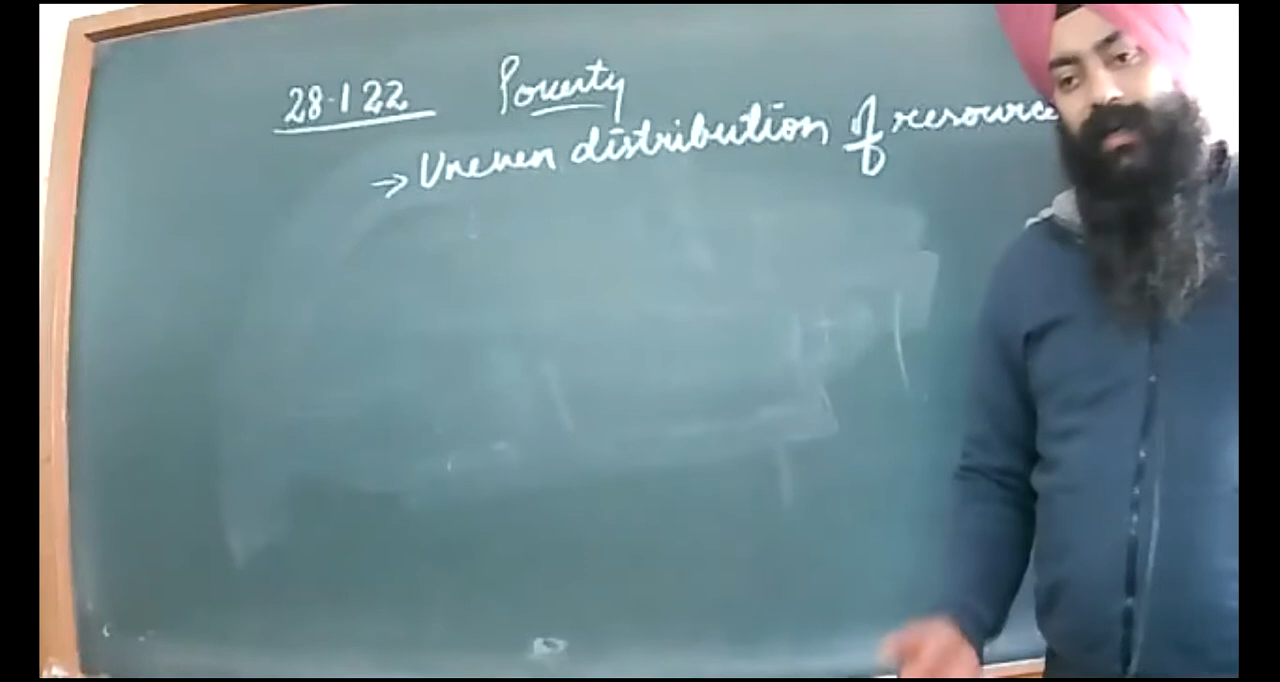 28.1 22 Poverty
→ Uneven distribution of resource